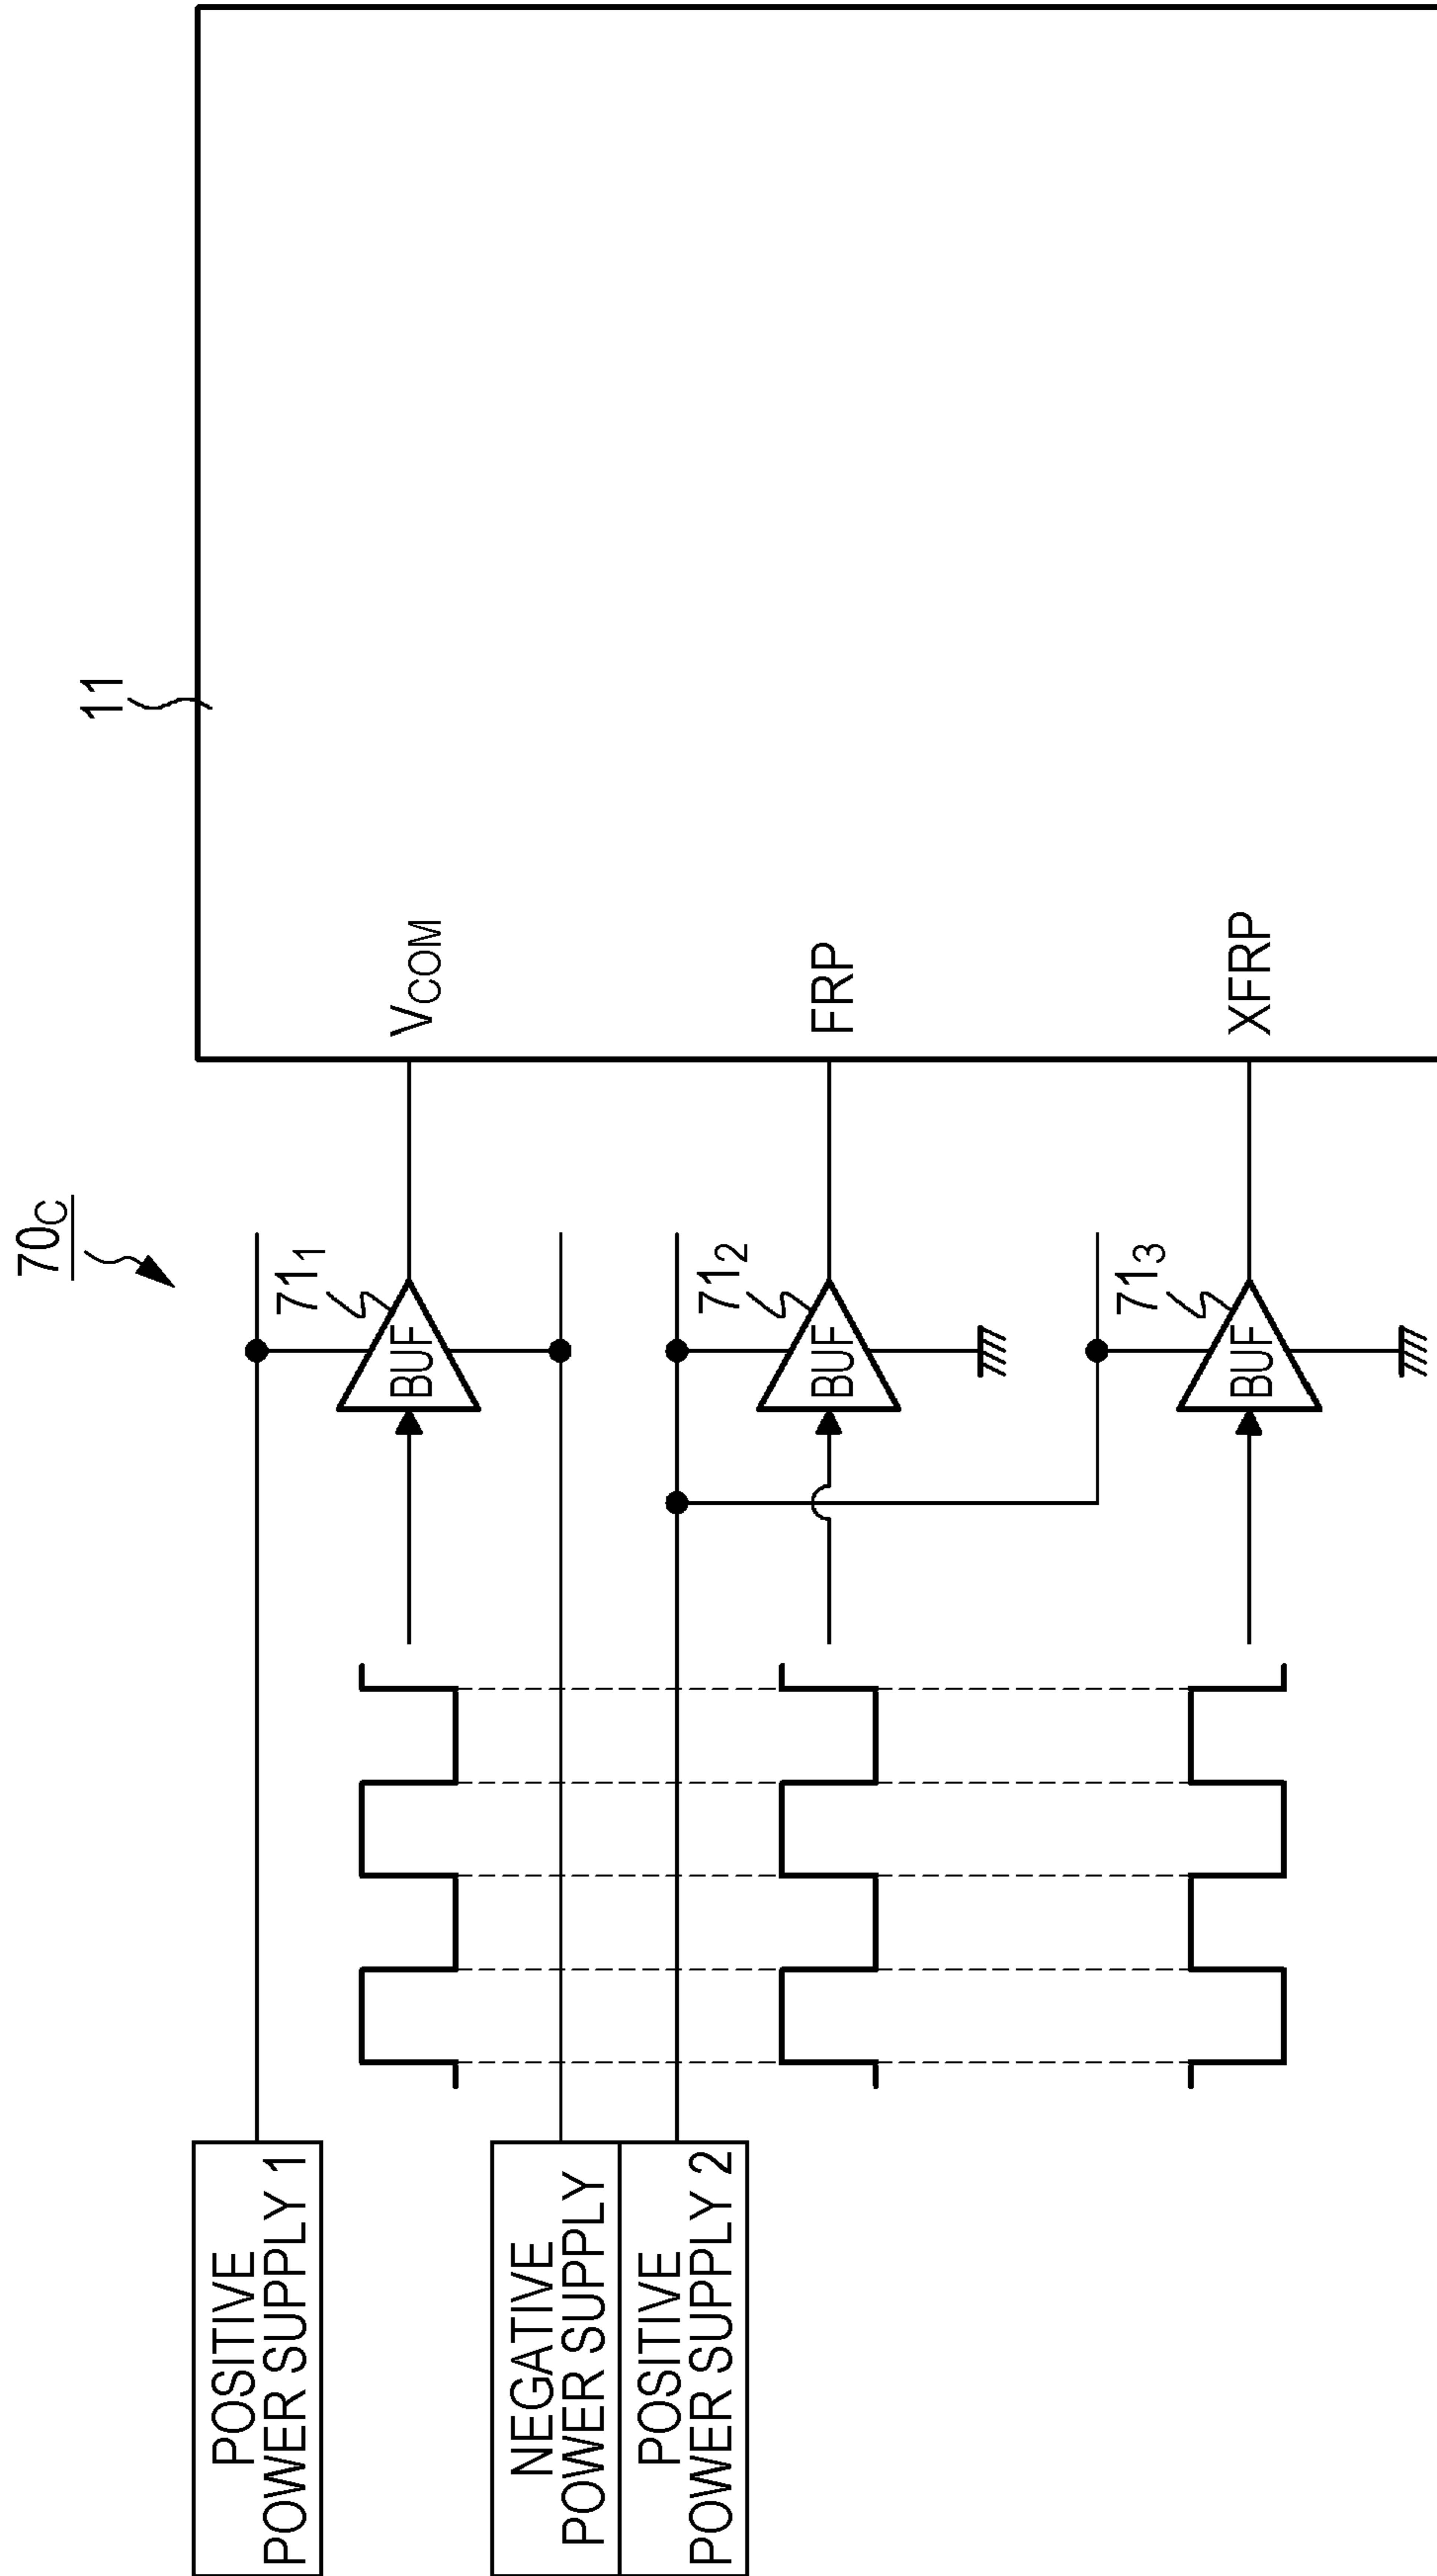 70C
11
POSITIVE
POWER SUPPLY 1
711
BUF
VCOM
NEGATIVE
POWER SUPPLY
POSITIVE
POWER SUPPLY 2
712
BUF
FRP
713
BUF
XFRP